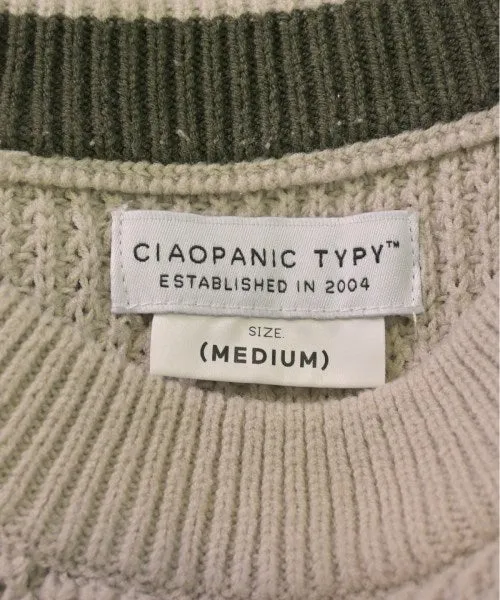 CIAOPANIC TYPY™
ESTABLISHED IN 2004
SIZE.
(MEDIUM)